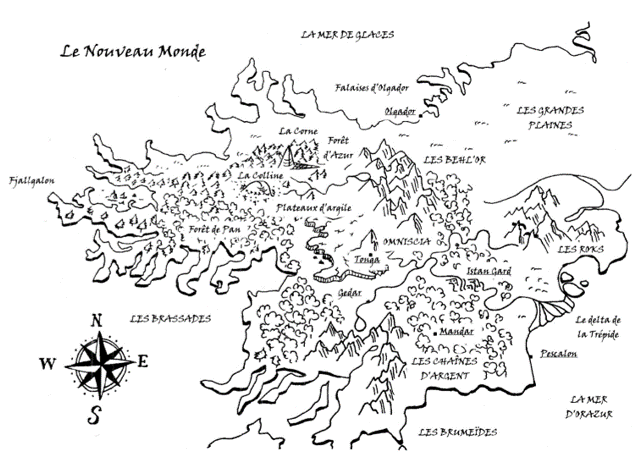 LA MER DE GLACES
Le Nouveau Monde
Falaises d'Olgador
Olgador
LES GRANDES
PLAINES
La Corne
Forêt
d'Azur
LES BEHL'OR
La Colline
Fjallgalon
Plateaux d'argile
Forêt de Pan
OMNISCIA
LES ROKS
Tonga
Istan Gard
Gedar
LES BRASSADES
N
W
E
S
Mandar
Le delta de
la Trépide
Pescalon
LES CHAÎNES
D'ARGENT
LA MER
D'ORAZUR
LES BRUMEÏDES